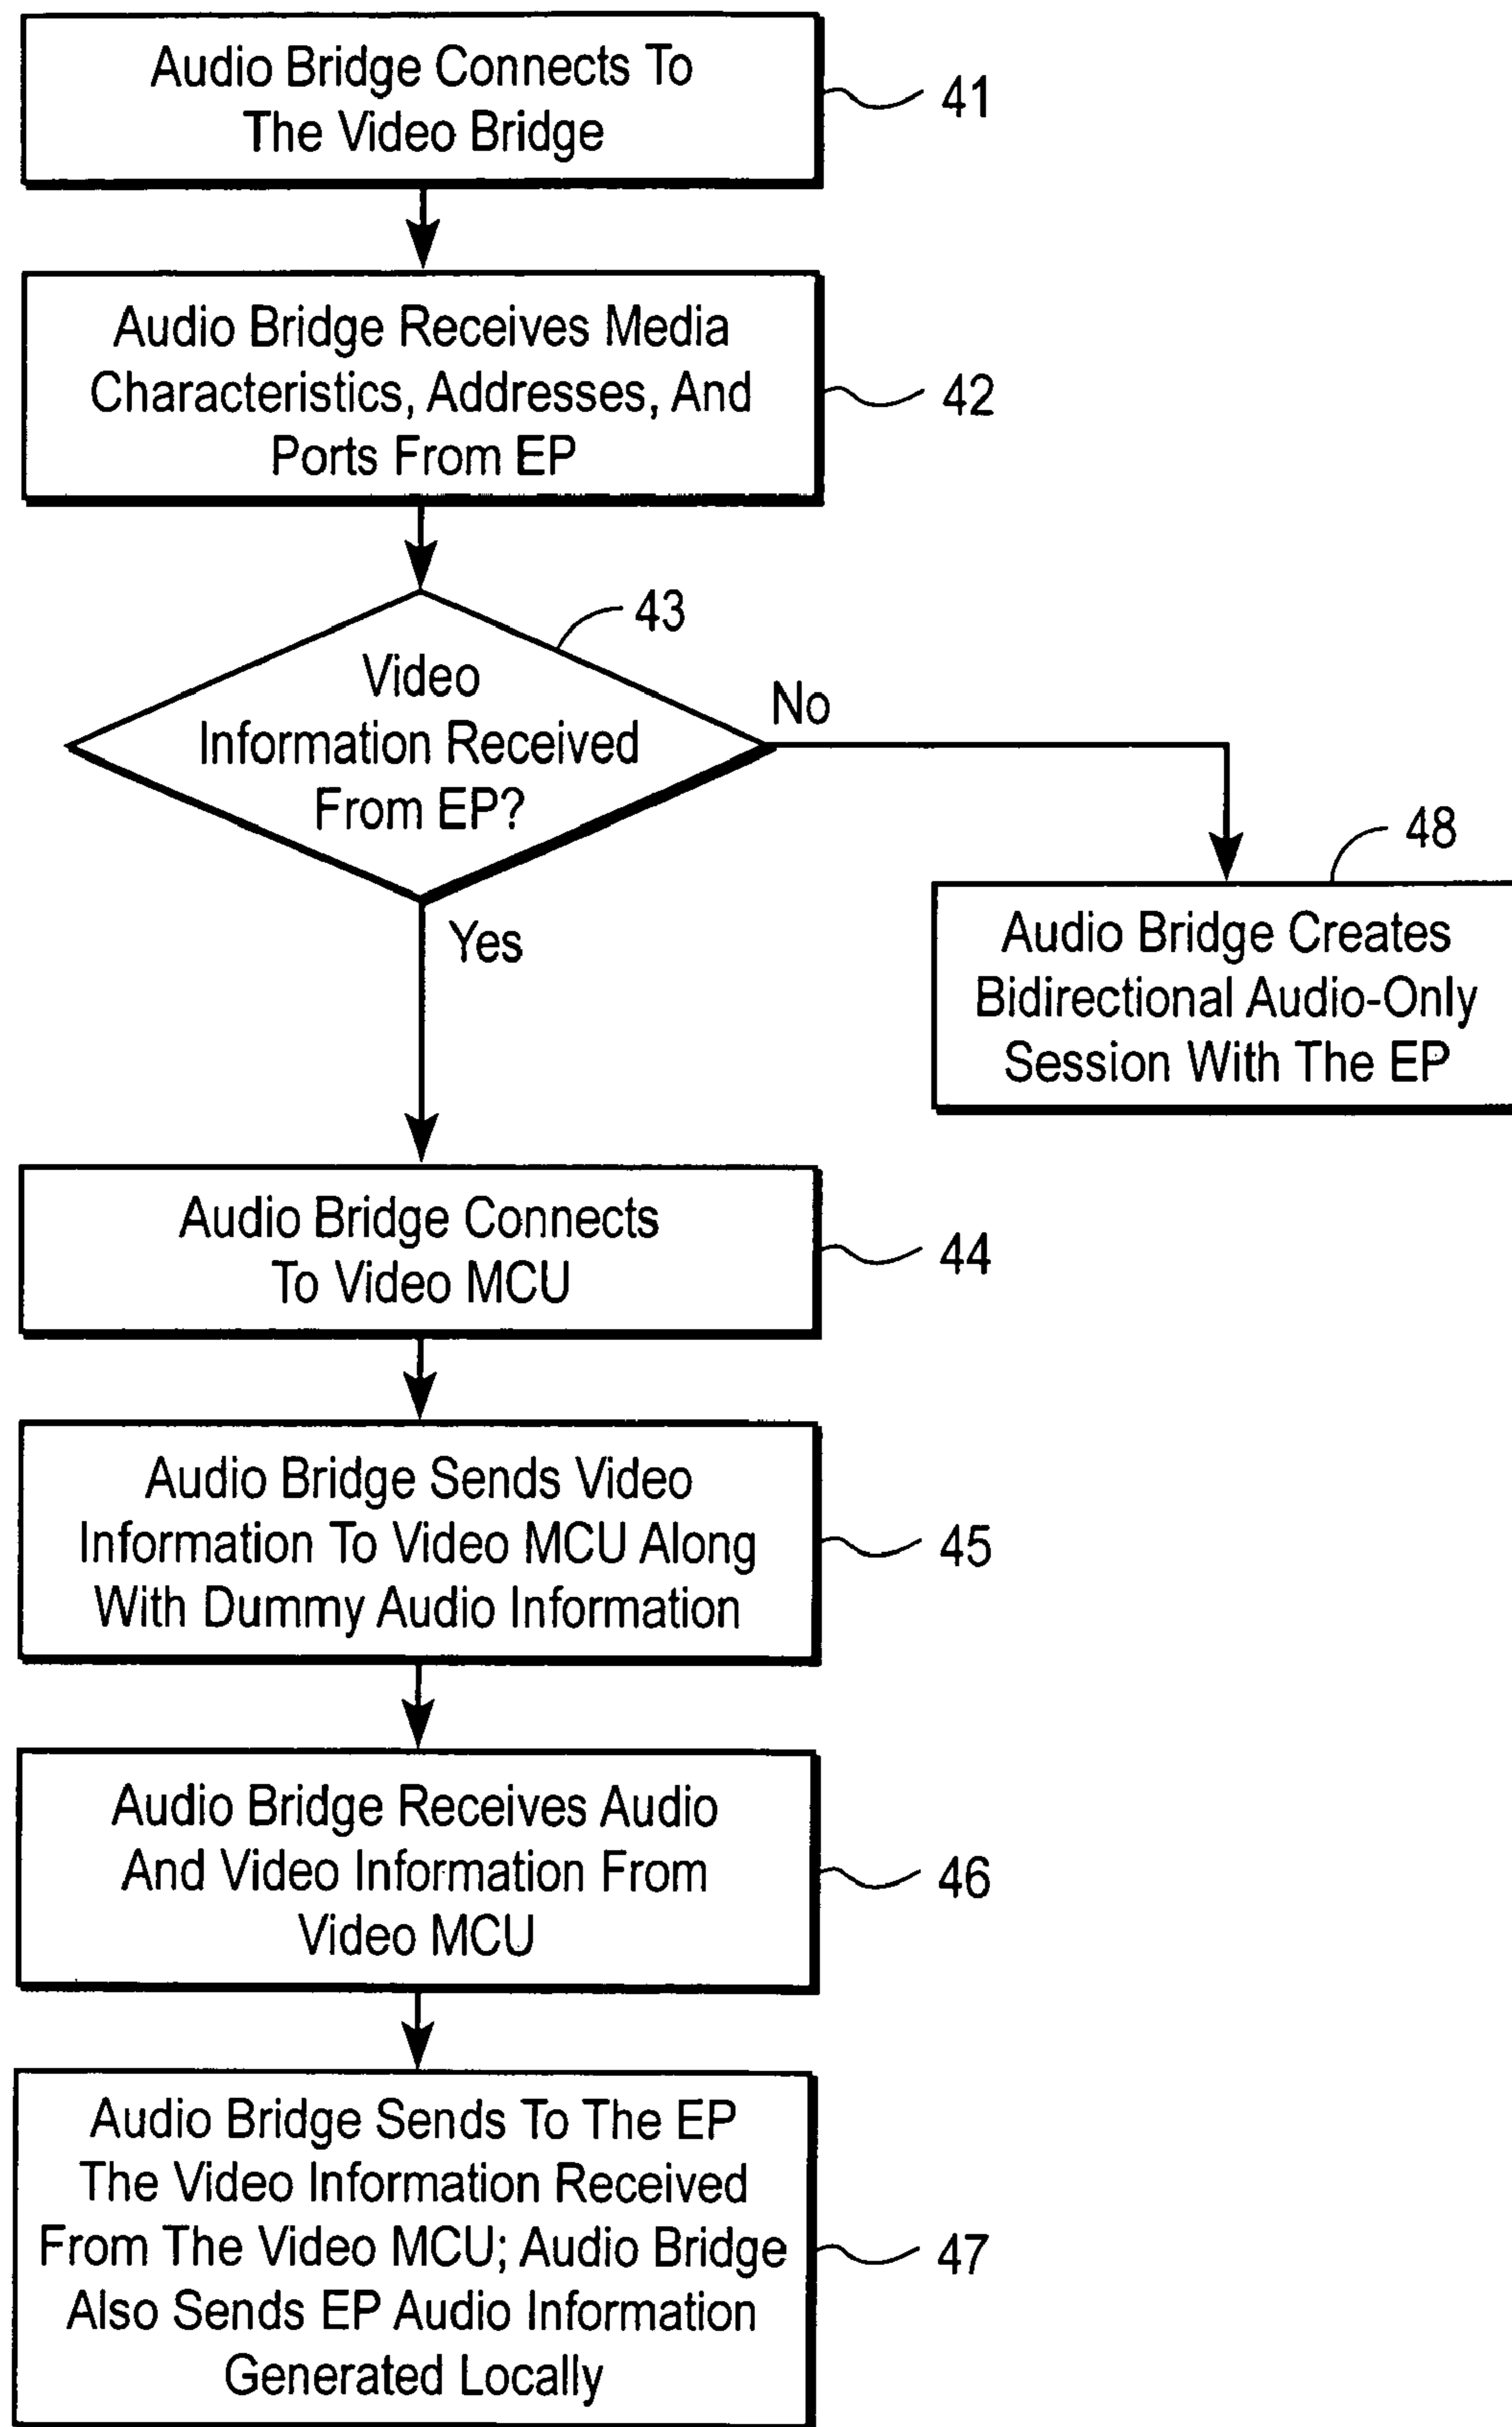 Audio Bridge Connects To
The Video Bridge
41
Audio Bridge Receives Media
Characteristics, Addresses, And
Ports From EP
42
43
Video
Information Received
From EP?
No
Yes
48
Audio Bridge Creates
Bidirectional Audio-Only
Session With The EP
Audio Bridge Connects
To Video MCU
44
Audio Bridge Sends Video
Information To Video MCU Along
With Dummy Audio Information
45
Audio Bridge Receives Audio
And Video Information From
Video MCU
46
Audio Bridge Sends To The EP
The Video Information Received
From The Video MCU; Audio Bridge
Also Sends EP Audio Information
Generated Locally
47